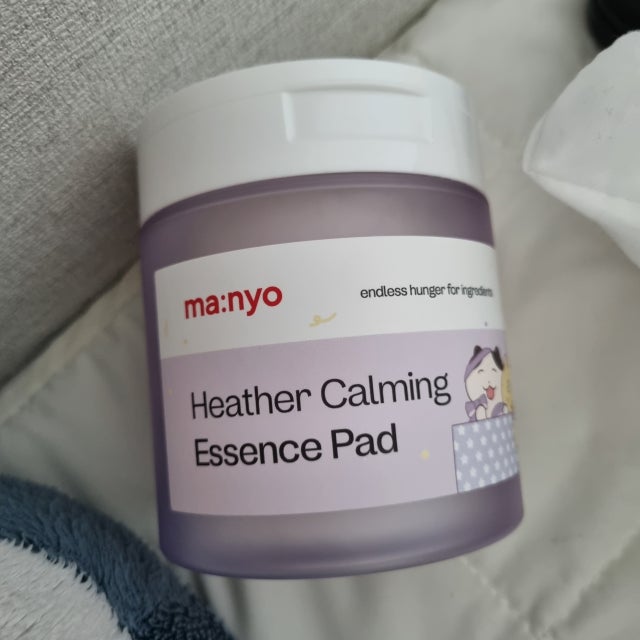 ma:nyo
endless hunger for ingredients
Heather Calming
Essence Pad